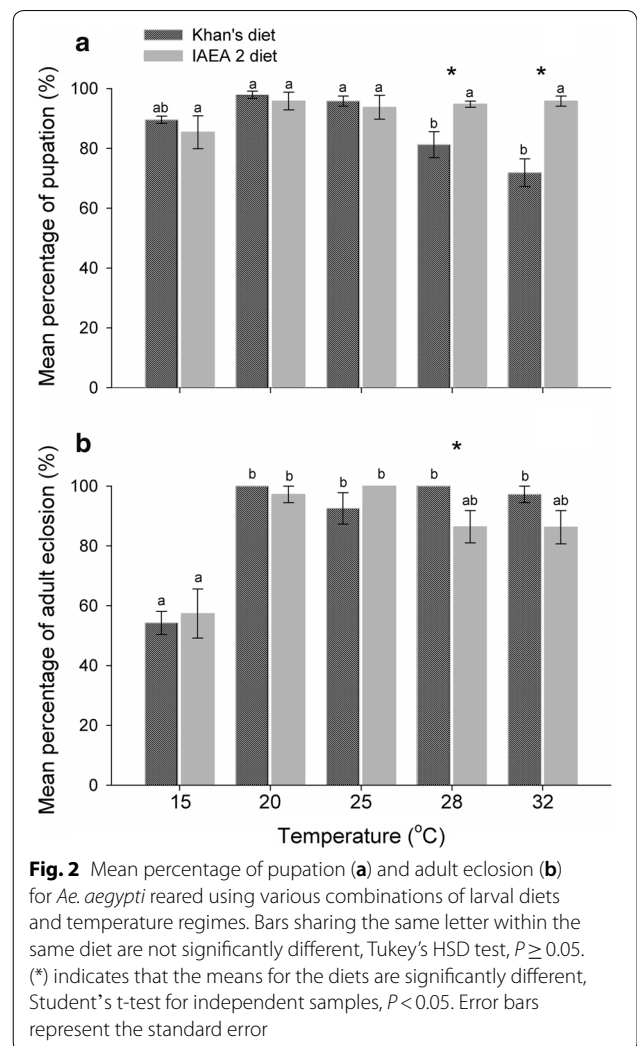 a
Khan's diet
IAEA 2 diet
Mean percentage of pupation (%)
100
80
60
40
20
0
ab a a a a a b a b a
* *
b
Mean percentage of adult eclosion (%)
100
80
60
40
20
0
a a b b b b b ab b ab
*
15 20 25 28 32
Temperature (°C)
Fig. 2 Mean percentage of pupation (a) and adult eclosion (b)
for Ae. aegypti reared using various combinations of larval diets
and temperature regimes. Bars sharing the same letter within the
same diet are not significantly different, Tukey's HSD test, P ≥ 0.05.
(*) indicates that the means for the diets are significantly different,
Student's t-test for independent samples, P < 0.05. Error bars
represent the standard error